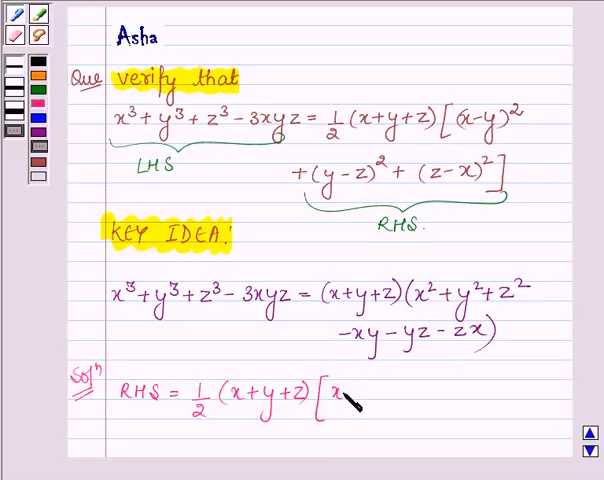 Asha
Que verify that
x³ + y³ + z³ - 3xyz = 1/2 (x+y+z) [(x-y)²
+ (y-z)² + (z-x)²]
LHS
RHS.
KEY IDEA:
x³ + y³ + z³ - 3xyz = (x+y+z)(x² + y² + z²
-xy - yz - zx)
Solⁿ
RHS = 1/2 (x+y+z) [x